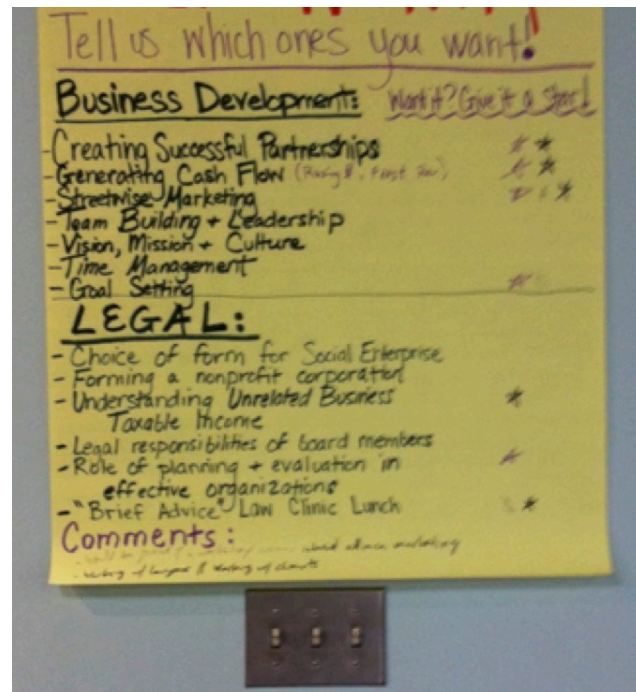 Tell us which ones you want!
Business Development: Want it? Give it a Star!
- Creating Successful Partnerships
- Generating Cash Flow
- Streetwise Marketing
- Team Building + Leadership
- Vision, Mission + Culture
- Time Management
- Goal Setting
LEGAL:
- Choice of form for Social Enterprise
- Forming a nonprofit corporation
- Understanding Unrelated Business
Taxable Income
- Legal responsibilities of board members
- Role of planning + evaluation in
effective organizations
- "Brief Advice" Law Clinic Lunch
Comments: